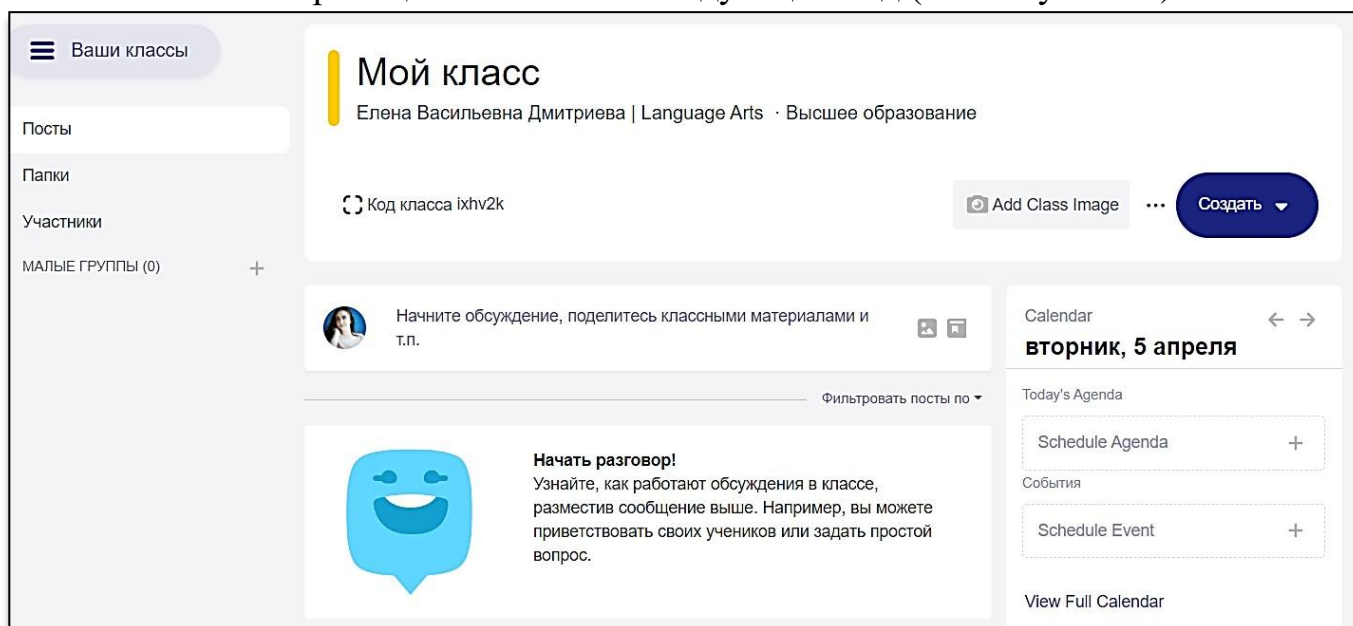 Ваши классы
Посты
Папки
Участники
МАЛЫЕ ГРУППЫ (0)
Мой класс
Елена Васильевна Дмитриева | Language Arts · Высшее образование
Код класса ixhv2k
Add Class Image
Создать
Начните обсуждение, поделитесь классными материалами и
т.п.
Фильтровать посты по
Начать разговор!
Узнайте, как работают обсуждения в классе,
разместив сообщение выше. Например, вы можете
приветствовать своих учеников или задать простой
вопрос.
Calendar
вторник, 5 апреля
Today's Agenda
Schedule Agenda
События
Schedule Event
View Full Calendar